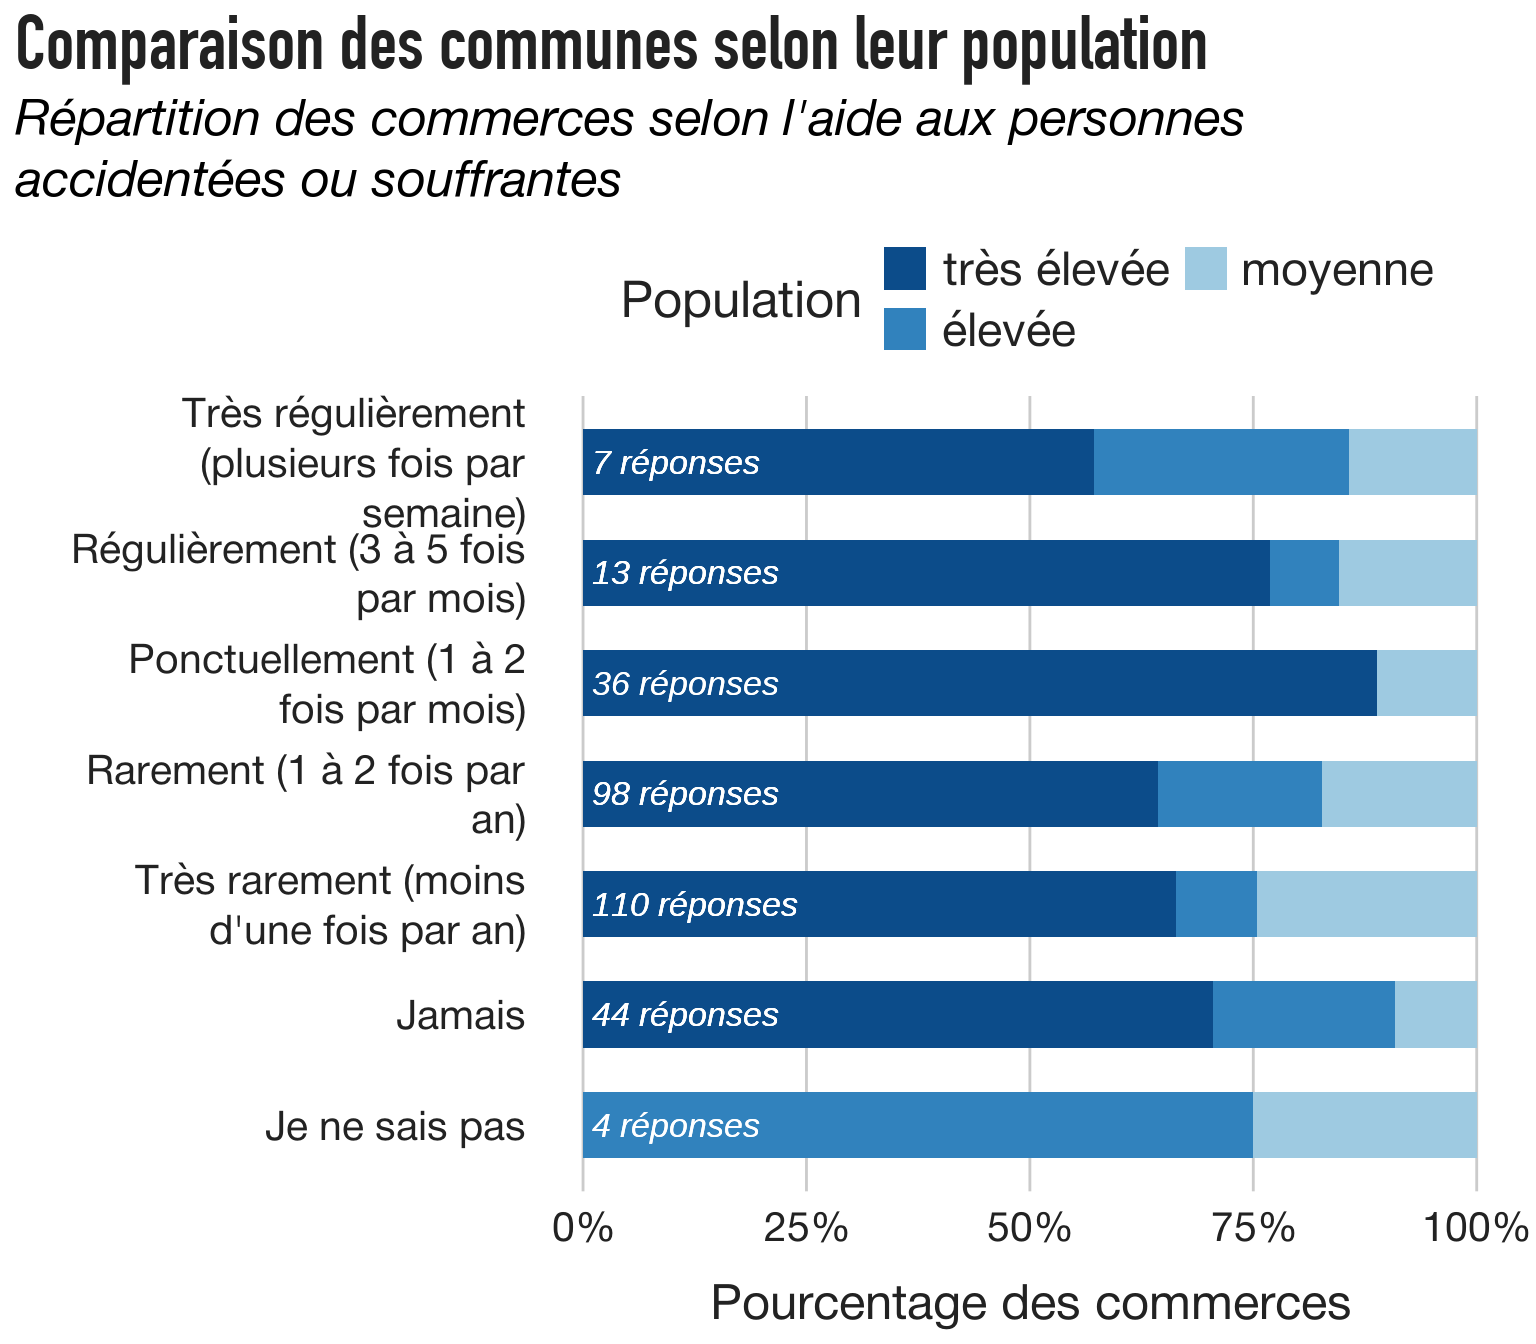 Comparaison des communes selon leur population
Répartition des commerces selon l'aide aux personnes
accidentées ou souffrantes
Population
très élevée
moyenne
élevée
Très régulièrement
(plusieurs fois par
semaine)
7 réponses
Régulièrement (3 à 5 fois
par mois)
13 réponses
Ponctuellement (1 à 2
fois par mois)
36 réponses
Rarement (1 à 2 fois par
an)
98 réponses
Très rarement (moins
d'une fois par an)
110 réponses
Jamais
44 réponses
Je ne sais pas
4 réponses
0%
25%
50%
75%
100%
Pourcentage des commerces